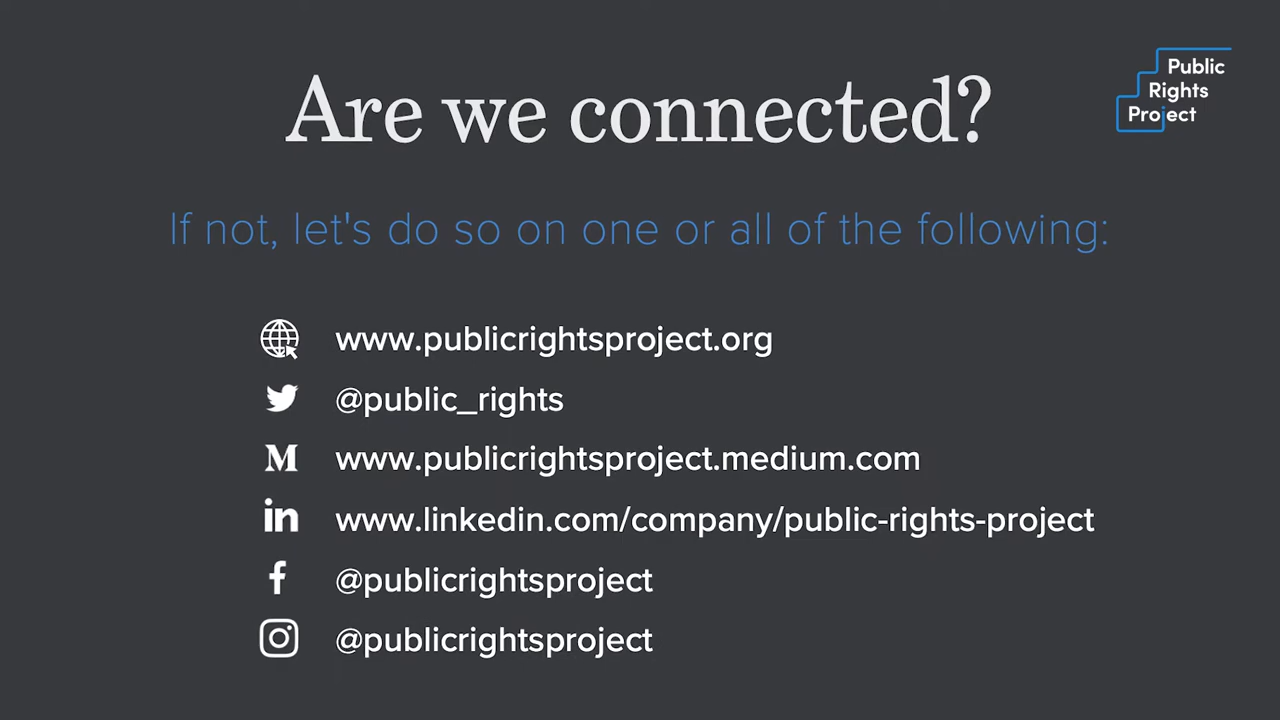 Are we connected?
Public
Rights
Project
If not, let's do so on one or all of the following:
www.publicrightsproject.org
@public_rights
www.publicrightsproject.medium.com
www.linkedin.com/company/public-rights-project
@publicrightsproject
@publicrightsproject